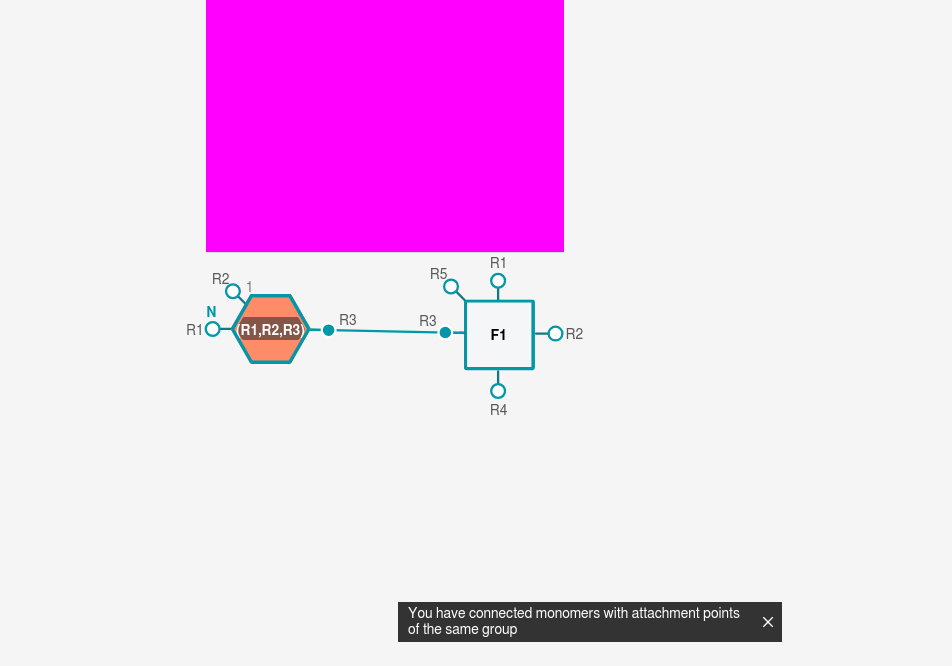 R1
R5
R2
1
N
R3
R3
R1
(R1,R2,R3)
F1
R2
R4
You have connected monomers with attachment points
of the same group